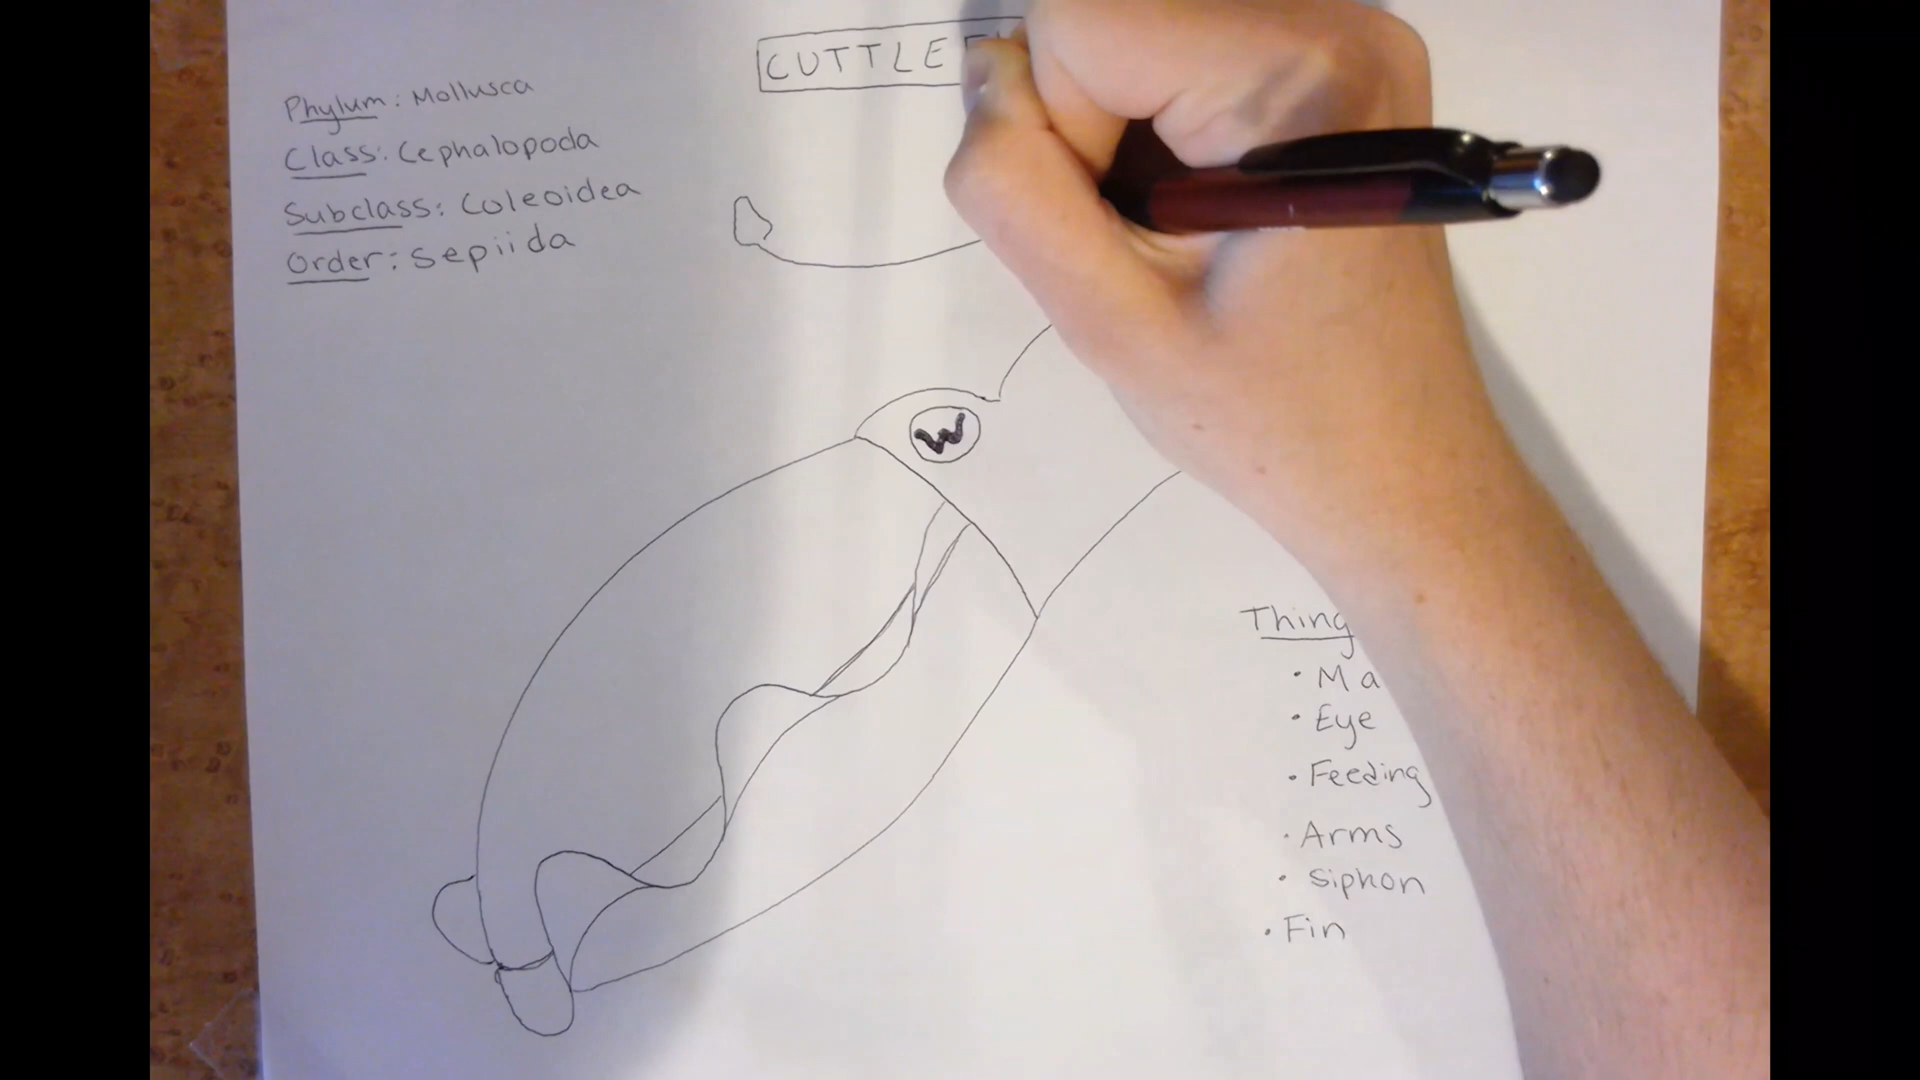 CUTTLE
Phylum: Mollusca
Class: Cephalopoda
Subclass: Coleoidea
Order: Sepiida
Thing
• Ma
• Eye
• Feeding
• Arms
• Siphon
• Fin